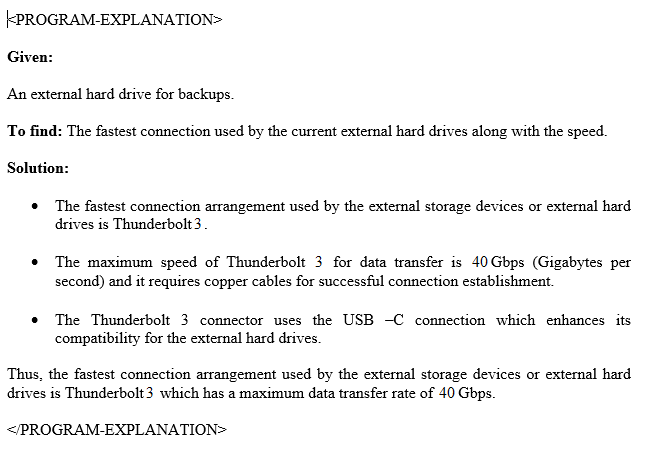 <PROGRAM-EXPLANATION>
Given:
An external hard drive for backups.
To find: The fastest connection used by the current external hard drives along with the speed.
Solution:
• The fastest connection arrangement used by the external storage devices or external hard
drives is Thunderbolt 3.
• The maximum speed of Thunderbolt 3 for data transfer is 40 Gbps (Gigabytes per
second) and it requires copper cables for successful connection establishment.
• The Thunderbolt 3 connector uses the USB –C connection which enhances its
compatibility for the external hard drives.
Thus, the fastest connection arrangement used by the external storage devices or external hard
drives is Thunderbolt 3 which has a maximum data transfer rate of 40 Gbps.
</PROGRAM-EXPLANATION>